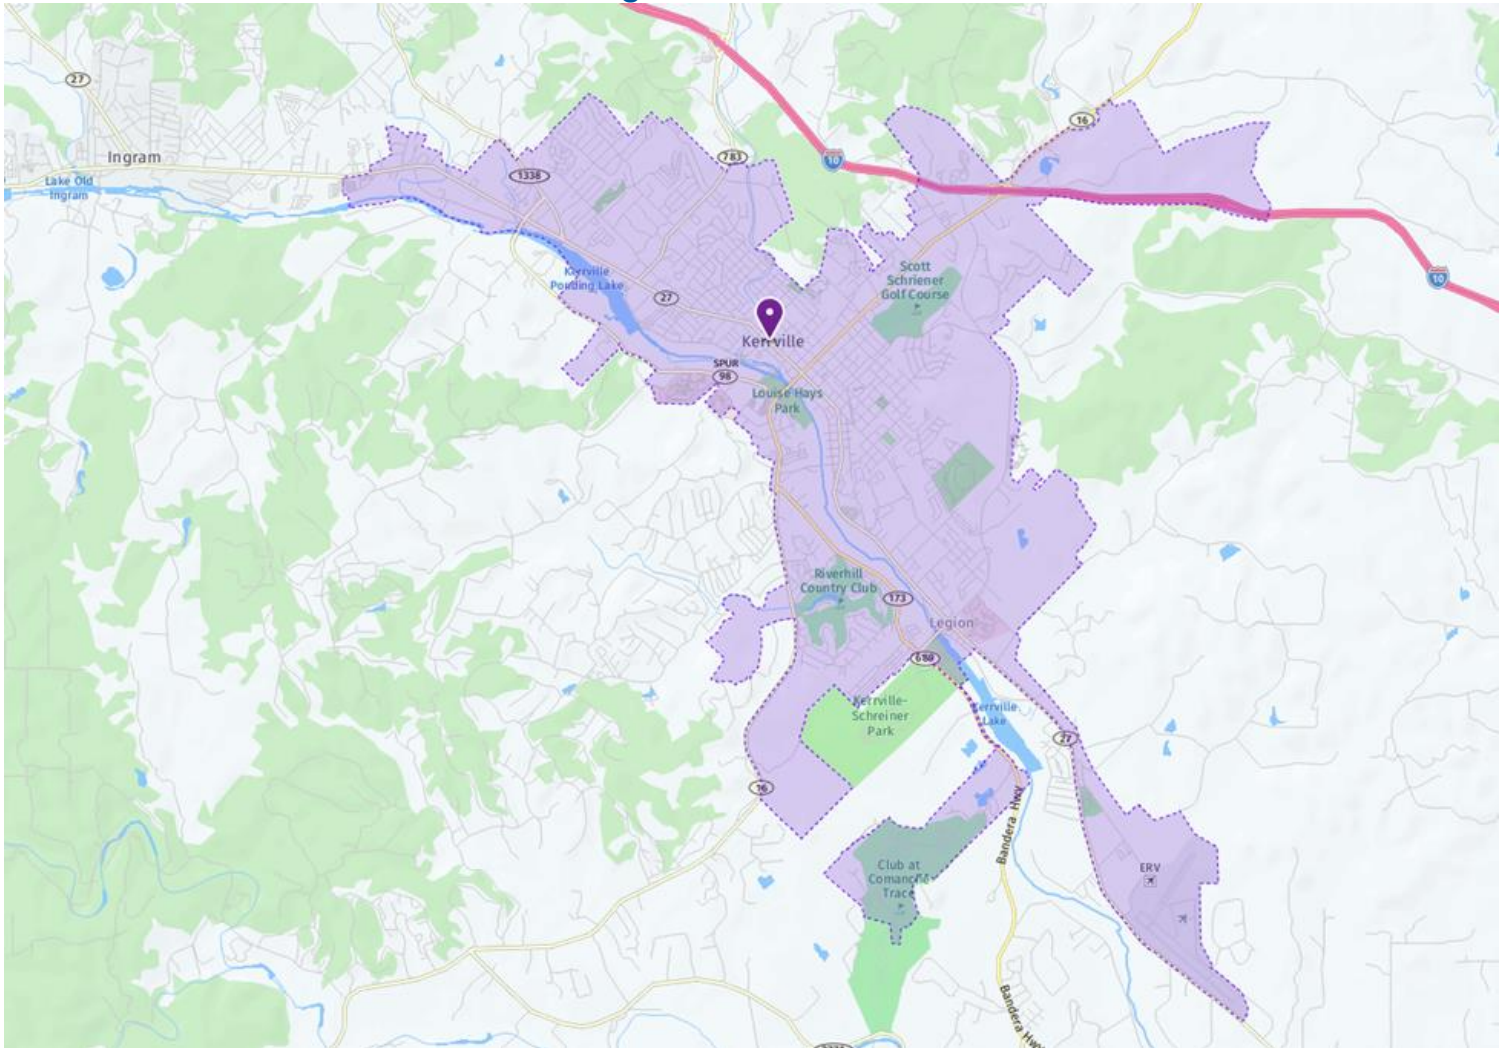 27
Ingram
Lake Old
Ingram
1338
783
10
16
10
Kerrville
Ponding Lake
27
Scott
Schriener
Golf Course
Kerrville
SPUR
98
Louise Hays
Park
Riverhill
Country Club
173
Legion
689
Kerrville-
Schreiner
Park
Kerrville
Lake
27
16
Bandera Hwy
Club at
Comanche
Trace
ERV
Bandera Hwy